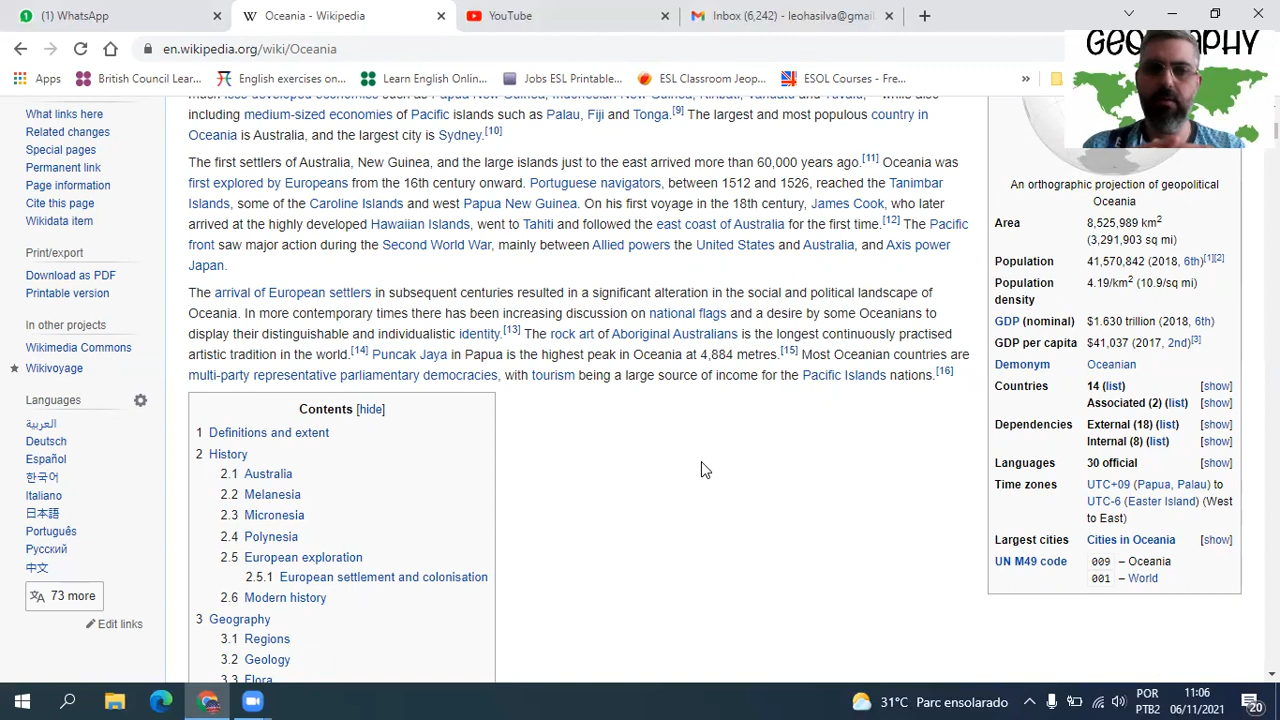 (1) WhatsApp
Oceania - Wikipedia
YouTube
Inbox (6,242) - leohasilva@gmail
en.wikipedia.org/wiki/Oceania
GEOGRAPHY
Apps
British Council Lear...
English exercises on...
Learn English Onlin...
Jobs ESL Printable...
ESL Classroom Jeop...
ESOL Courses - Fre...
What links here
Related changes
Special pages
Permanent link
Page information
Cite this page
Wikidata item
Print/export
Download as PDF
Printable version
In other projects
Wikimedia Commons
Wikivoyage
Languages
العربية
Deutsch
Español
한국어
Italiano
日本語
Português
Русский
中文
73 more
Edit links
much less developed economies such as Papua New Guinea, Indonesian New Guinea, Kiribati, Vanuatu and Tuvalu, while also
including medium-sized economies of Pacific islands such as Palau, Fiji and Tonga.[9] The largest and most populous country in
Oceania is Australia, and the largest city is Sydney.[10]
The first settlers of Australia, New Guinea, and the large islands just to the east arrived more than 60,000 years ago.[11] Oceania was
first explored by Europeans from the 16th century onward. Portuguese navigators, between 1512 and 1526, reached the Tanimbar
Islands, some of the Caroline Islands and west Papua New Guinea. On his first voyage in the 18th century, James Cook, who later
arrived at the highly developed Hawaiian Islands, went to Tahiti and followed the east coast of Australia for the first time.[12] The Pacific
front saw major action during the Second World War, mainly between Allied powers the United States and Australia, and Axis power
Japan.
The arrival of European settlers in subsequent centuries resulted in a significant alteration in the social and political landscape of
Oceania. In more contemporary times there has been increasing discussion on national flags and a desire by some Oceanians to
display their distinguishable and individualistic identity.[13] The rock art of Aboriginal Australians is the longest continuously practised
artistic tradition in the world.[14] Puncak Jaya in Papua is the highest peak in Oceania at 4,884 metres.[15] Most Oceanian countries are
multi-party representative parliamentary democracies, with tourism being a large source of income for the Pacific Islands nations.[16]
Contents [hide]
1 Definitions and extent
2 History
2.1 Australia
2.2 Melanesia
2.3 Micronesia
2.4 Polynesia
2.5 European exploration
2.5.1 European settlement and colonisation
2.6 Modern history
3 Geography
3.1 Regions
3.2 Geology
3.3 Flora
An orthographic projection of geopolitical
Oceania
Area 8,525,989 km2
(3,291,903 sq mi)
Population 41,570,842 (2018, 6th)[1][2]
Population density 4.19/km2 (10.9/sq mi)
GDP (nominal) $1.630 trillion (2018, 6th)
GDP per capita $41,037 (2017, 2nd)[3]
Demonym Oceanian
Countries 14 (list) [show]
Associated (2) (list) [show]
Dependencies External (18) (list) [show]
Internal (8) (list) [show]
Languages 30 official [show]
Time zones UTC+09 (Papua, Palau) to
UTC-6 (Easter Island) (West
to East)
Largest cities Cities in Oceania [show]
UN M49 code 009 – Oceania
001 – World
31°C Parc ensolarado
POR
PTB2
11:06
06/11/2021
20